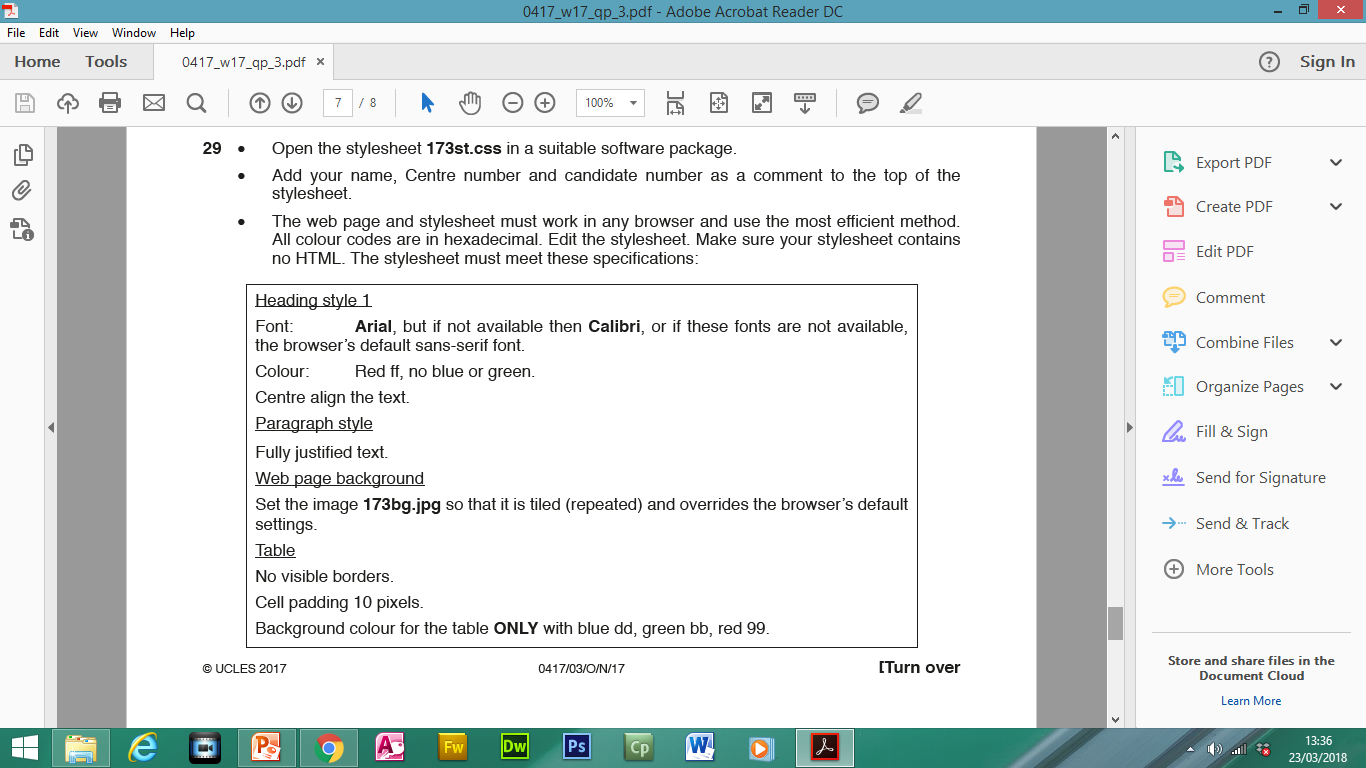 0417_w17_qp_3.pdf - Adobe Acrobat Reader DC
File Edit View Window Help
Home Tools 0417_w17_qp_3.pdf × Sign In
7 / 8 100%
29 • Open the stylesheet 173st.css in a suitable software package.
• Add your name, Centre number and candidate number as a comment to the top of the
stylesheet.
• The web page and stylesheet must work in any browser and use the most efficient method.
All colour codes are in hexadecimal. Edit the stylesheet. Make sure your stylesheet contains
no HTML. The stylesheet must meet these specifications:
Heading style 1
Font: Arial, but if not available then Calibri, or if these fonts are not available,
the browser's default sans-serif font.
Colour: Red ff, no blue or green.
Centre align the text.
Paragraph style
Fully justified text.
Web page background
Set the image 173bg.jpg so that it is tiled (repeated) and overrides the browser's default
settings.
Table
No visible borders.
Cell padding 10 pixels.
Background colour for the table ONLY with blue dd, green bb, red 99.
© UCLES 2017 0417/03/O/N/17 [Turn over
Export PDF
Create PDF
Edit PDF
Comment
Combine Files
Organize Pages
Fill & Sign
Send for Signature
Send & Track
More Tools
Store and share files in the
Document Cloud
Learn More
Fw Dw Ps Cp
13:36
23/03/2018